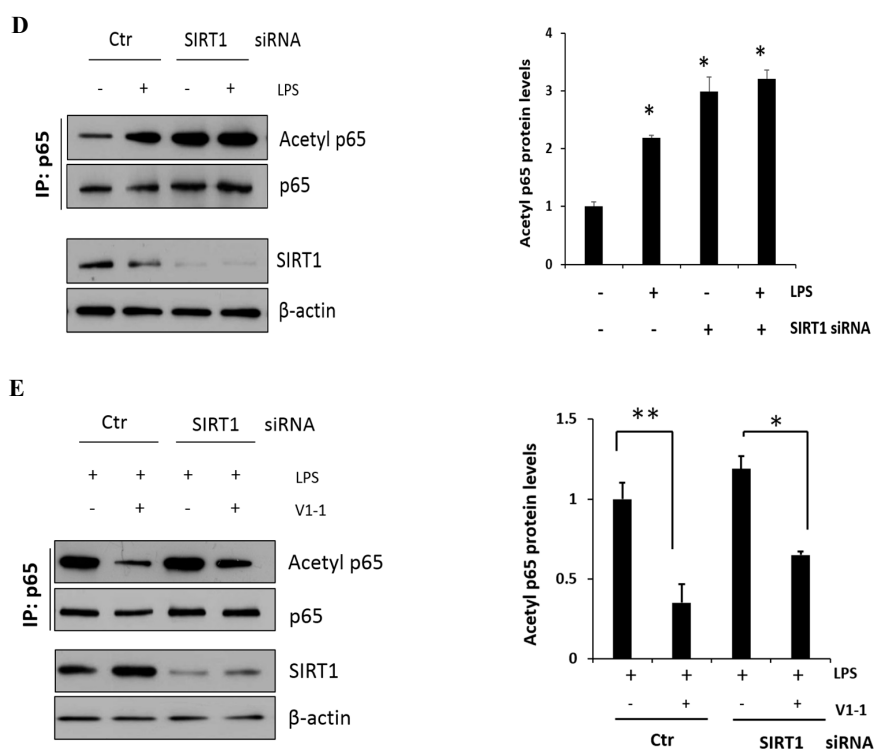 D
Ctr SIRT1 siRNA
- + - + LPS
IP: p65
Acetyl p65
p65
SIRT1
β-actin
Acetyl p65 protein levels
4
3
2
1
0
* * *
- + - + LPS
- - + + SIRT1 siRNA
E
Ctr SIRT1 siRNA
+ + + + LPS
- + - + V1-1
IP: p65
Acetyl p65
p65
SIRT1
β-actin
Acetyl p65 protein levels
1.5
1
0.5
0
** *
+ + + + LPS
- + - + V1-1
Ctr SIRT1 siRNA